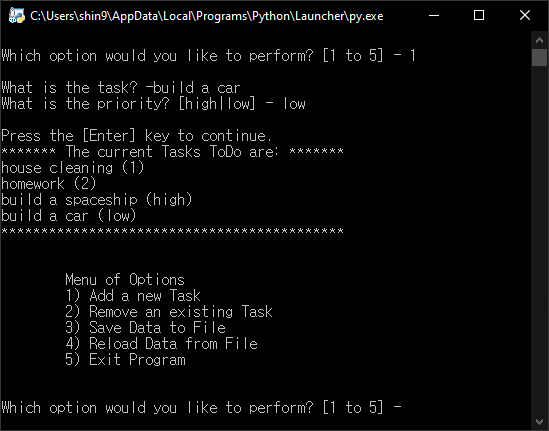 C:\Users\shin9\AppData\Local\Programs\Python\Launcher\py.exe
Which option would you like to perform? [1 to 5] - 1
What is the task? -build a car
What is the priority? [high|low] - low
Press the [Enter] key to continue.
******* The current Tasks ToDo are: *******
house cleaning (1)
homework (2)
build a spaceship (high)
build a car (low)
*******************************************
Menu of Options
1) Add a new Task
2) Remove an existing Task
3) Save Data to File
4) Reload Data from File
5) Exit Program
Which option would you like to perform? [1 to 5] -